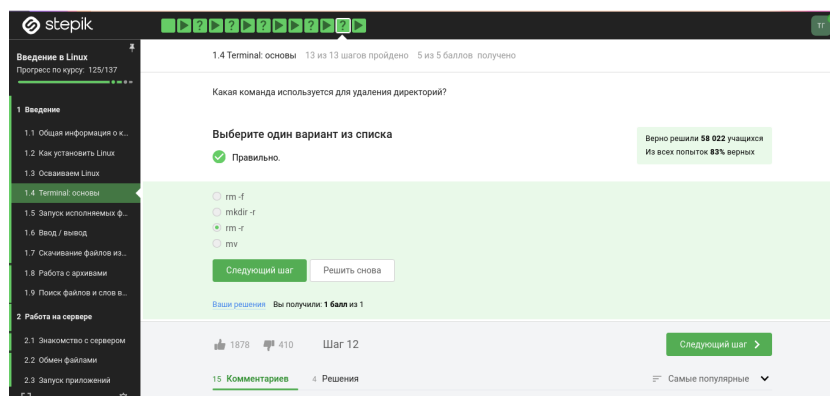 stepik
ТГ
Введение в Linux
Прогресс по курсу: 125/137
1 Введение
1.1 Общая информация о к...
1.2 Как установить Linux
1.3 Осваиваем Linux
1.4 Terminal: основы
1.5 Запуск исполняемых ф...
1.6 Ввод / вывод
1.7 Скачивание файлов из...
1.8 Работа с архивами
1.9 Поиск файлов и слов в...
2 Работа на сервере
2.1 Знакомство с сервером
2.2 Обмен файлами
2.3 Запуск приложений
1.4 Terminal: основы 13 из 13 шагов пройдено 5 из 5 баллов получено
Какая команда используется для удаления директорий?
Выберите один вариант из списка
Правильно.
Верно решили 58 022 учащихся
Из всех попыток 83% верных
rm -f
mkdir -r
rm -r
mv
Следующий шаг Решить снова
Ваши решения Вы получили: 1 балл из 1
1878 410 Шаг 12 Следующий шаг
15 Комментариев 4 Решения Самые популярные